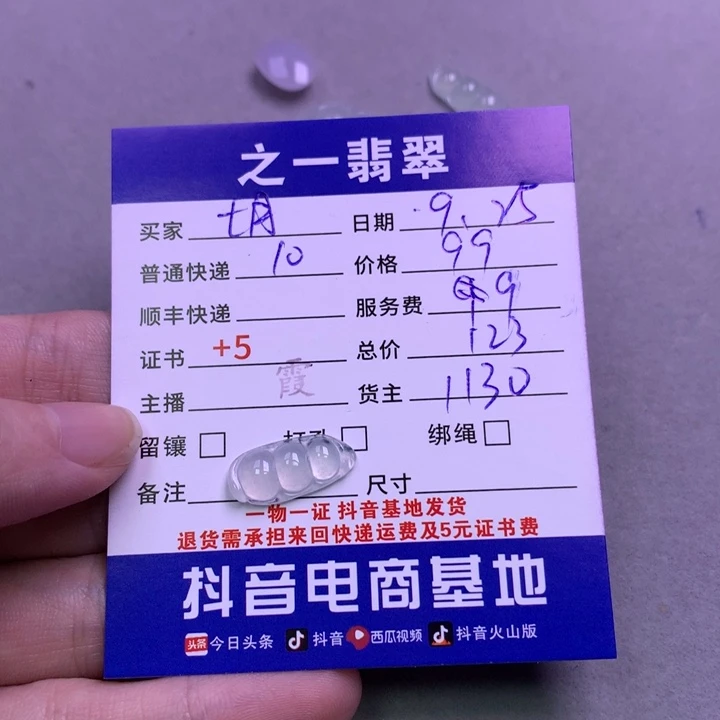 之一翡翠
买家 七月 日期 9.25
普通快递 10 价格 99
顺丰快递 服务费 9
证书 +5 总价 123
主播 霞 货主 1130
留镶 打孔 绑绳
备注 尺寸
一物一证 抖音基地发货
退货需承担来回快递运费及5元证书费
抖音电商基地
头条 今日头条 抖音 西瓜视频 抖音火山版